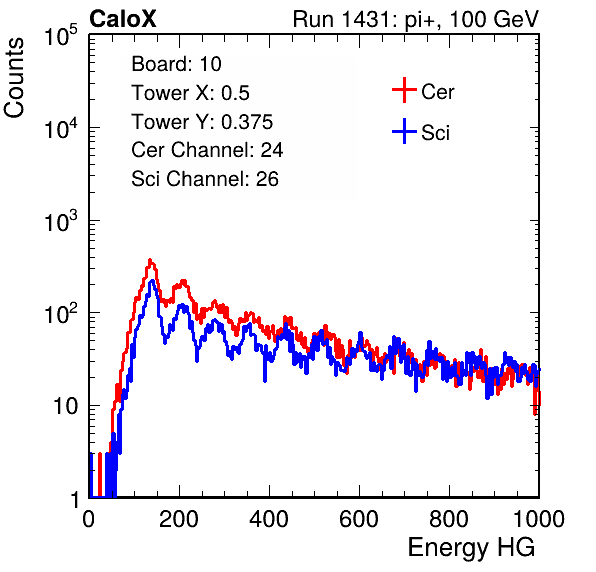 CaloX Run 1431: pi+, 100 GeV
Counts
Board: 10
Tower X: 0.5
Tower Y: 0.375
Cer Channel: 24
Sci Channel: 26
Cer
Sci
10^5
10^4
10^3
10^2
10
1
0 200 400 600 800 1000
Energy HG